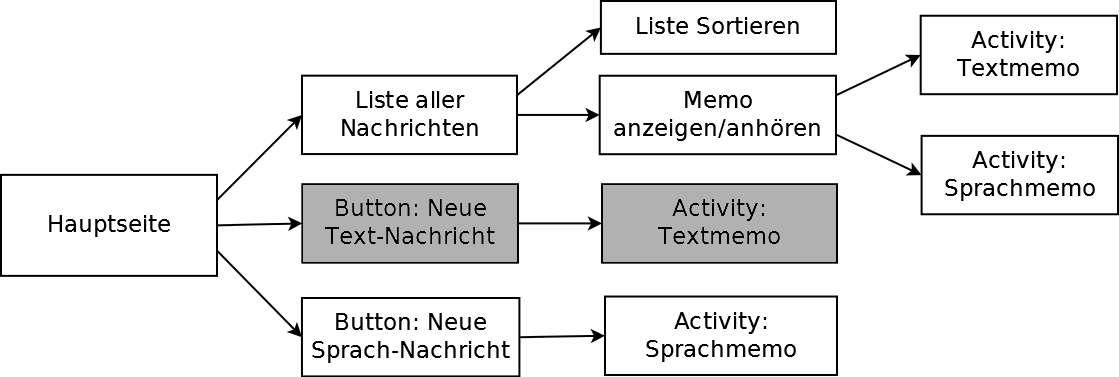 Hauptseite
Liste aller
Nachrichten
Liste Sortieren
Memo
anzeigen/anhören
Activity:
Textmemo
Activity:
Sprachmemo
Button: Neue
Text-Nachricht
Activity:
Textmemo
Button: Neue
Sprach-Nachricht
Activity:
Sprachmemo